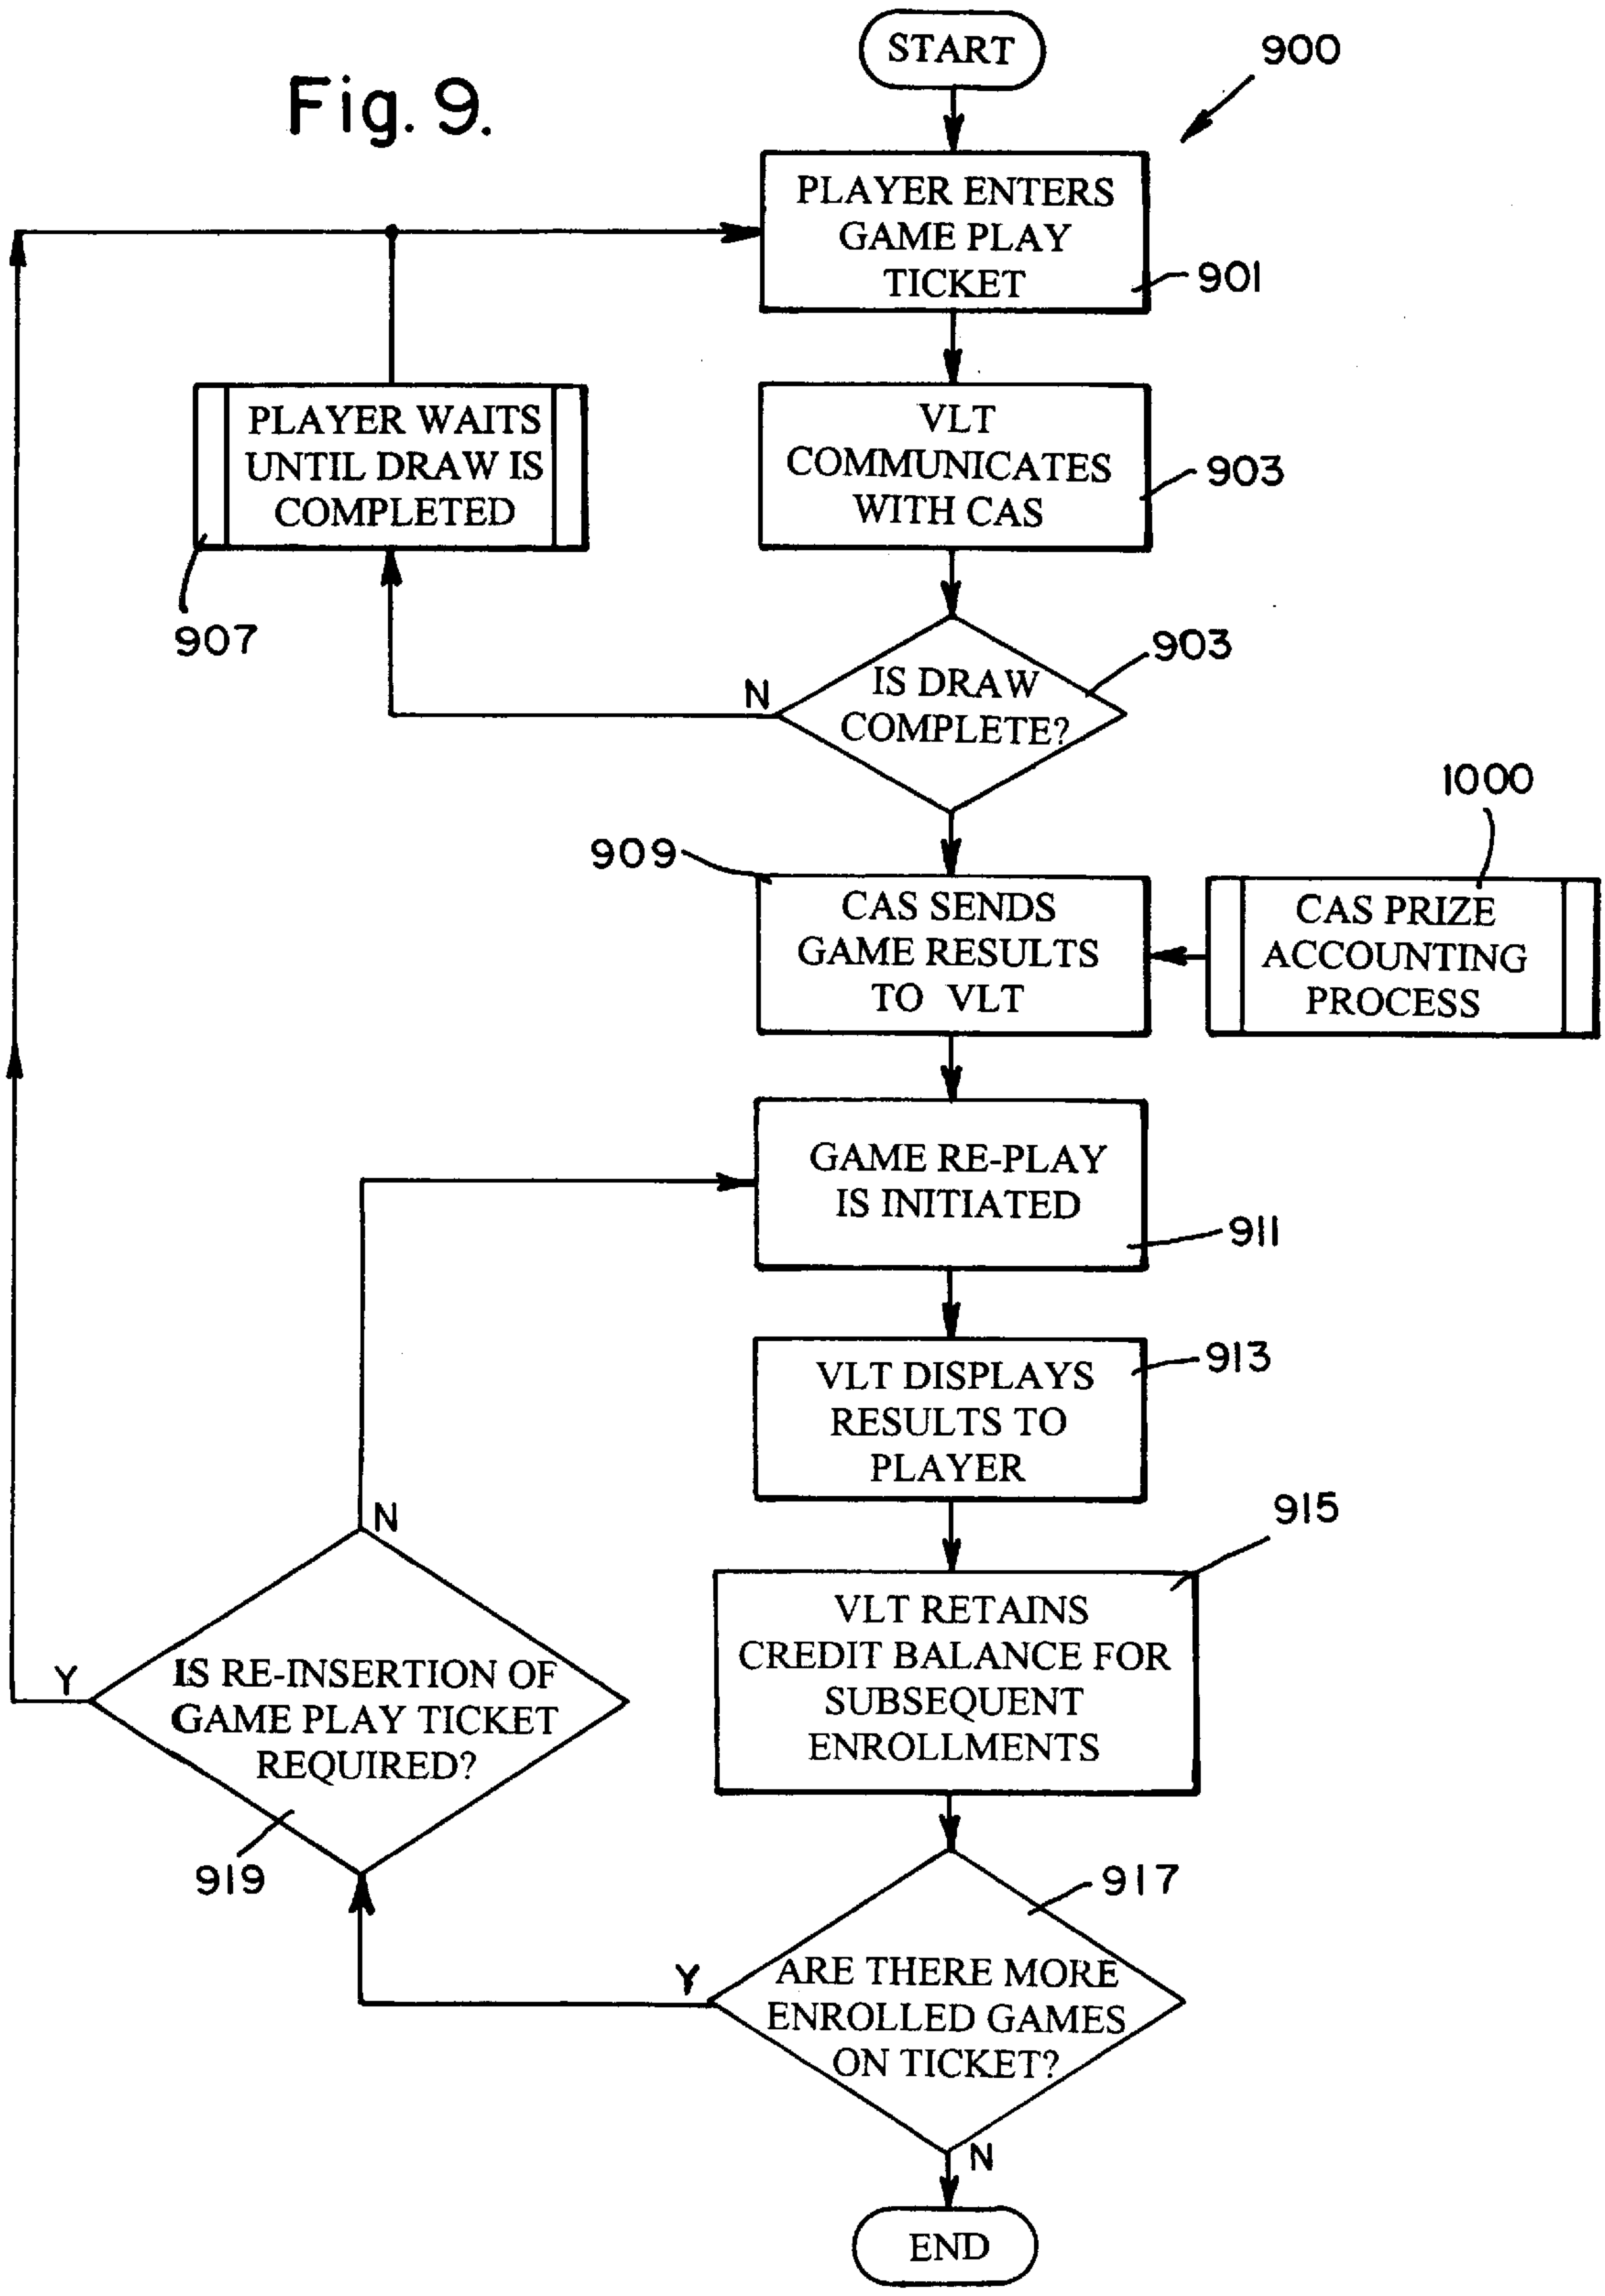 START
900
Fig. 9.
PLAYER ENTERS
GAME PLAY
TICKET
901
PLAYER WAITS
UNTIL DRAW IS
COMPLETED
907
VLT
COMMUNICATES
WITH CAS
903
IS DRAW
COMPLETE?
903
N
1000
909
CAS SENDS
GAME RESULTS
TO VLT
CAS PRIZE
ACCOUNTING
PROCESS
GAME RE-PLAY
IS INITIATED
911
VLT DISPLAYS
RESULTS TO
PLAYER
913
N
915
VLT RETAINS
CREDIT BALANCE FOR
SUBSEQUENT
ENROLLMENTS
Y
IS RE-INSERTION OF
GAME PLAY TICKET
REQUIRED?
919
917
Y
ARE THERE MORE
ENROLLED GAMES
ON TICKET?
N
END